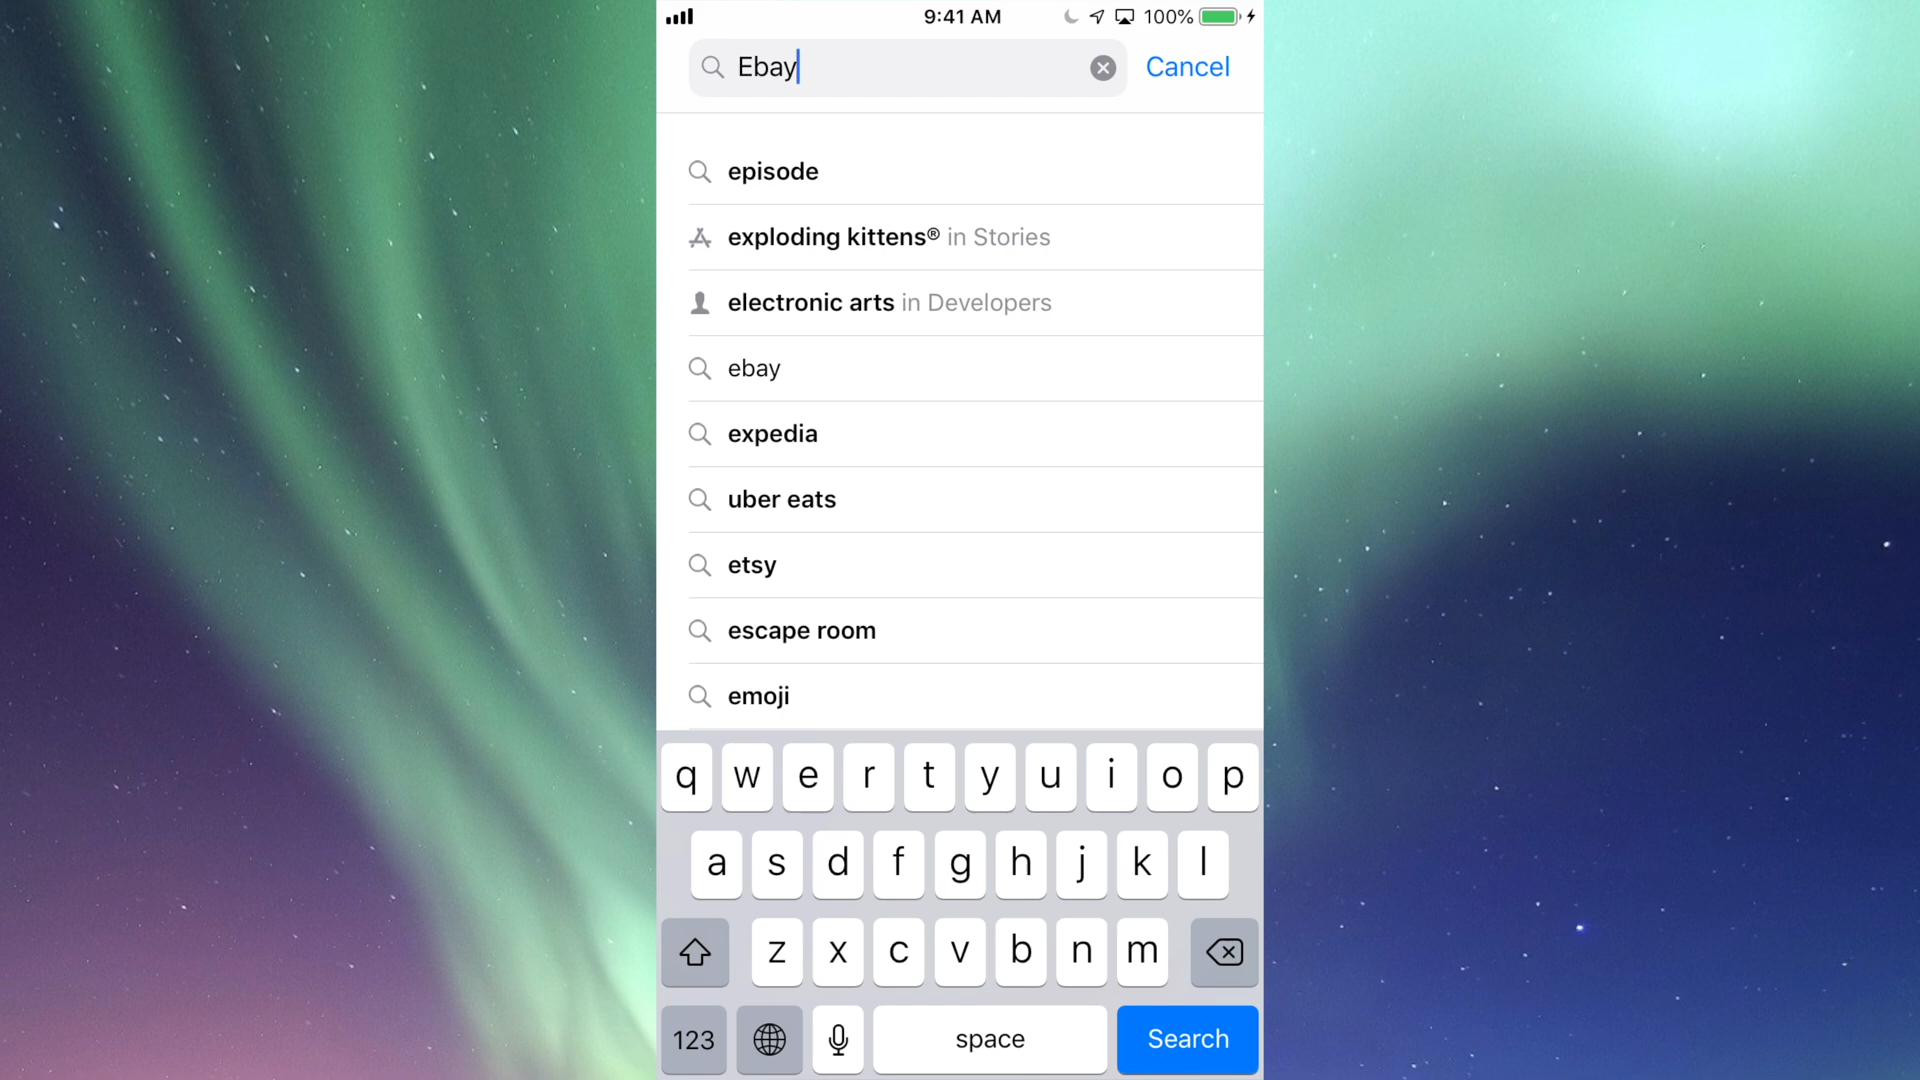 9:41 AM 100%
Ebay Cancel
episode
exploding kittens® in Stories
electronic arts in Developers
ebay
expedia
uber eats
etsy
escape room
emoji
q w e r t y u i o p
a s d f g h j k l
z x c v b n m
123 space Search